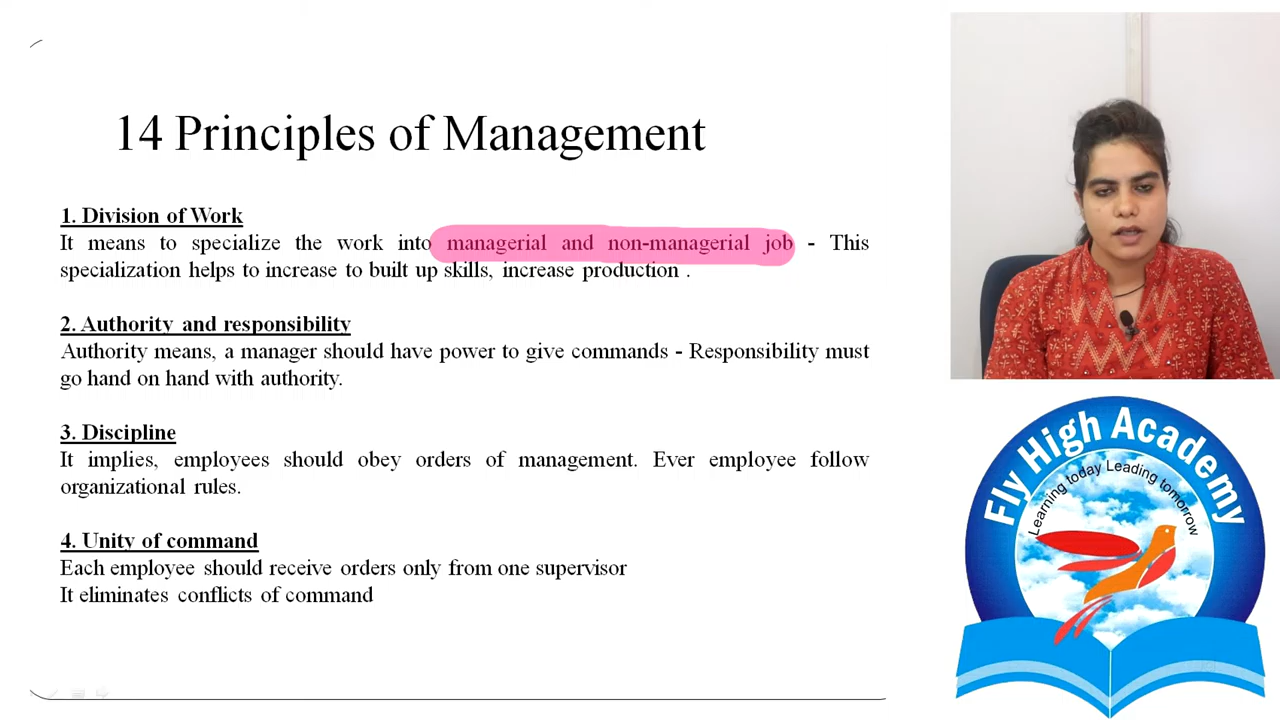 14 Principles of Management
1. Division of Work
It means to specialize the work into managerial and non-managerial job - This
specialization helps to increase to built up skills, increase production .
2. Authority and responsibility
Authority means, a manager should have power to give commands - Responsibility must
go hand on hand with authority.
3. Discipline
It implies, employees should obey orders of management. Ever employee follow
organizational rules.
4. Unity of command
Each employee should receive orders only from one supervisor
It eliminates conflicts of command
Fly High Academy
Learning today Leading tomorrow